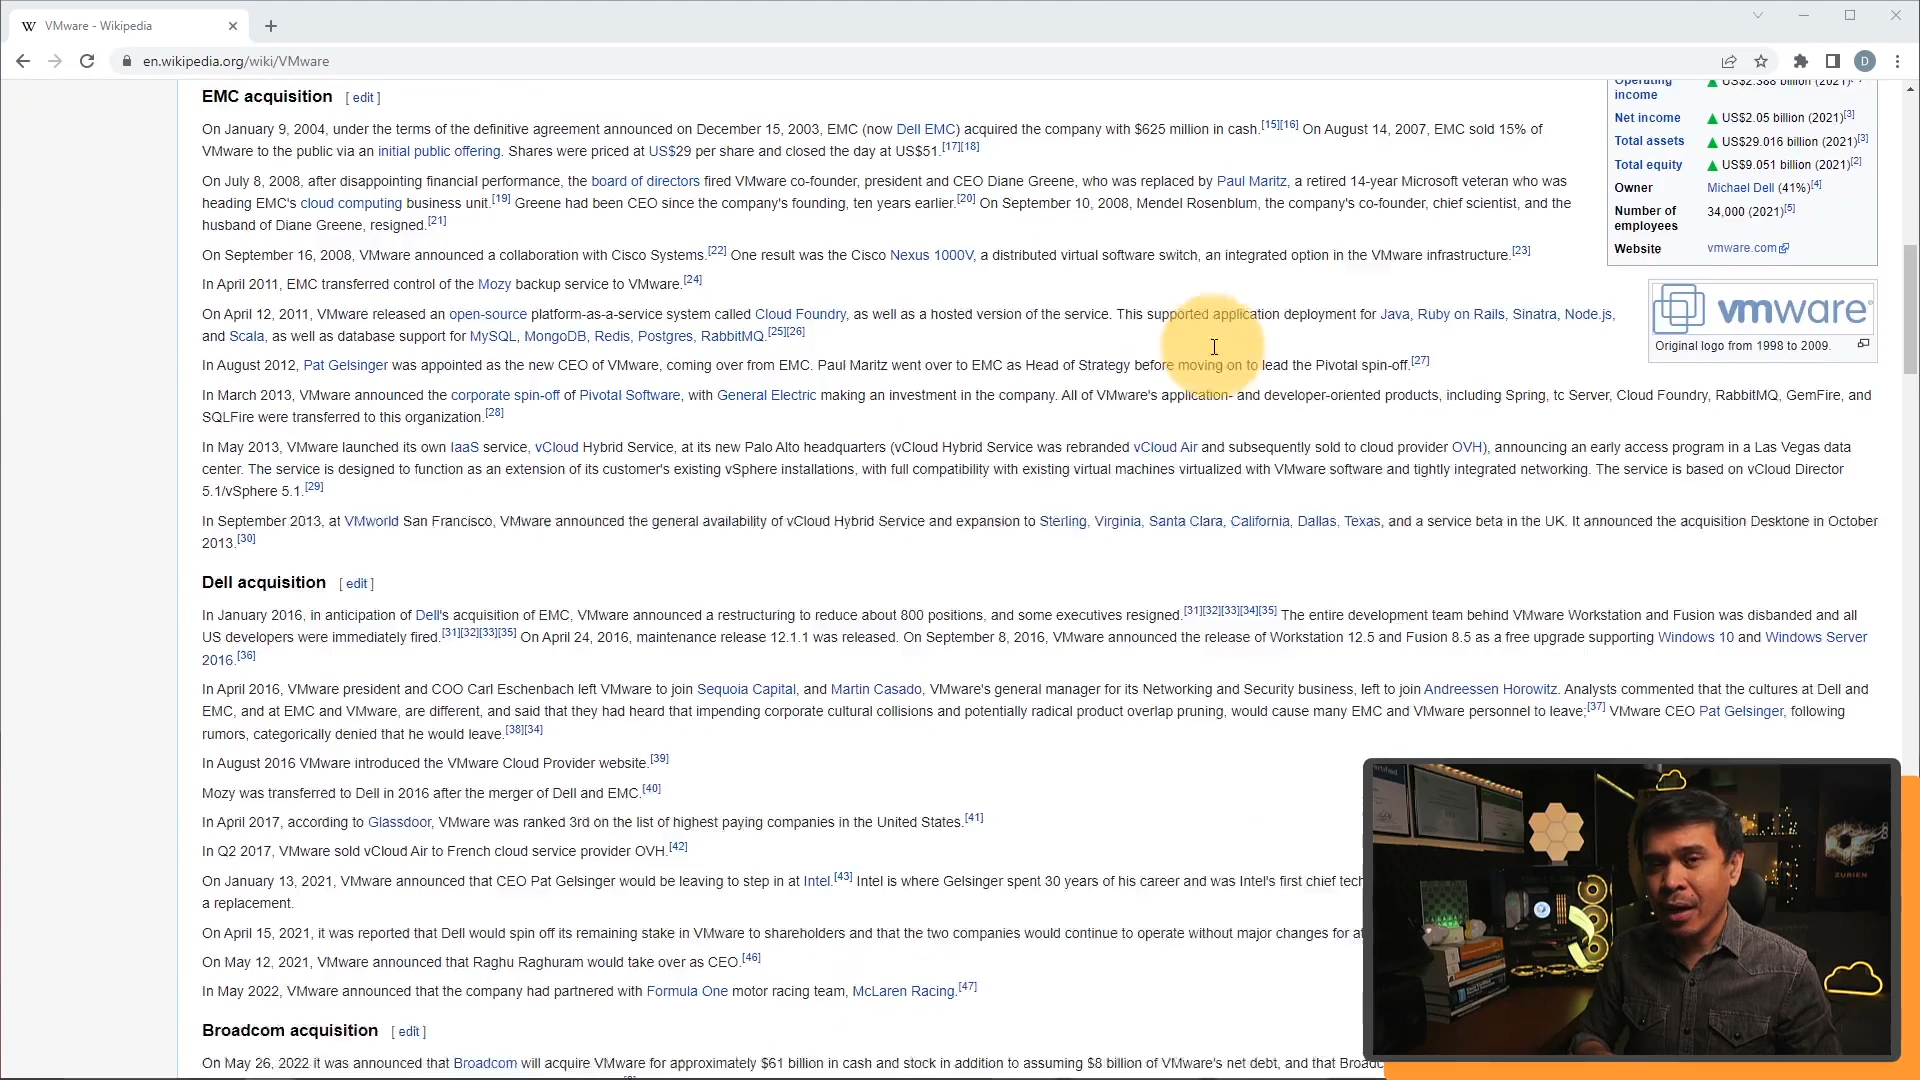 VMware - Wikipedia
en.wikipedia.org/wiki/VMware
D
EMC acquisition [ edit ]
On January 9, 2004, under the terms of the definitive agreement announced on December 15, 2003, EMC (now Dell EMC) acquired the company with $625 million in cash.[15][16] On August 14, 2007, EMC sold 15% of
VMware to the public via an initial public offering. Shares were priced at US$29 per share and closed the day at US$51.[17][18]
On July 8, 2008, after disappointing financial performance, the board of directors fired VMware co-founder, president and CEO Diane Greene, who was replaced by Paul Maritz, a retired 14-year Microsoft veteran who was
heading EMC's cloud computing business unit.[19] Greene had been CEO since the company's founding, ten years earlier.[20] On September 10, 2008, Mendel Rosenblum, the company's co-founder, chief scientist, and the
husband of Diane Greene, resigned.[21]
On September 16, 2008, VMware announced a collaboration with Cisco Systems.[22] One result was the Cisco Nexus 1000V, a distributed virtual software switch, an integrated option in the VMware infrastructure.[23]
In April 2011, EMC transferred control of the Mozy backup service to VMware.[24]
On April 12, 2011, VMware released an open-source platform-as-a-service system called Cloud Foundry, as well as a hosted version of the service. This supported application deployment for Java, Ruby on Rails, Sinatra, Node.js,
and Scala, as well as database support for MySQL, MongoDB, Redis, Postgres, RabbitMQ.[25][26]
In August 2012, Pat Gelsinger was appointed as the new CEO of VMware, coming over from EMC. Paul Maritz went over to EMC as Head of Strategy before moving on to lead the Pivotal spin-off.[27]
In March 2013, VMware announced the corporate spin-off of Pivotal Software, with General Electric making an investment in the company. All of VMware's application- and developer-oriented products, including Spring, tc Server, Cloud Foundry, RabbitMQ, GemFire, and
SQLFire were transferred to this organization.[28]
In May 2013, VMware launched its own IaaS service, vCloud Hybrid Service, at its new Palo Alto headquarters (vCloud Hybrid Service was rebranded vCloud Air and subsequently sold to cloud provider OVH), announcing an early access program in a Las Vegas data
center. The service is designed to function as an extension of its customer's existing vSphere installations, with full compatibility with existing virtual machines virtualized with VMware software and tightly integrated networking. The service is based on vCloud Director
5.1/vSphere 5.1.[29]
In September 2013, at VMworld San Francisco, VMware announced the general availability of vCloud Hybrid Service and expansion to Sterling, Virginia, Santa Clara, California, Dallas, Texas, and a service beta in the UK. It announced the acquisition Desktone in October
2013.[30]
Operating income US$2.388 billion (2021)
Net income US$2.05 billion (2021)[3]
Total assets US$29.016 billion (2021)[3]
Total equity US$9.051 billion (2021)[2]
Owner Michael Dell (41%)[4]
Number of employees 34,000 (2021)[5]
Website vmware.com
vmware
Original logo from 1998 to 2009.
Dell acquisition [ edit ]
In January 2016, in anticipation of Dell's acquisition of EMC, VMware announced a restructuring to reduce about 800 positions, and some executives resigned.[31][32][33][34][35] The entire development team behind VMware Workstation and Fusion was disbanded and all
US developers were immediately fired.[31][32][33][35] On April 24, 2016, maintenance release 12.1.1 was released. On September 8, 2016, VMware announced the release of Workstation 12.5 and Fusion 8.5 as a free upgrade supporting Windows 10 and Windows Server
2016.[36]
In April 2016, VMware president and COO Carl Eschenbach left VMware to join Sequoia Capital, and Martin Casado, VMware's general manager for its Networking and Security business, left to join Andreessen Horowitz. Analysts commented that the cultures at Dell and
EMC, and at EMC and VMware, are different, and said that they had heard that impending corporate cultural collisions and potentially radical product overlap pruning, would cause many EMC and VMware personnel to leave;[37] VMware CEO Pat Gelsinger, following
rumors, categorically denied that he would leave.[38][34]
In August 2016 VMware introduced the VMware Cloud Provider website.[39]
Mozy was transferred to Dell in 2016 after the merger of Dell and EMC.[40]
In April 2017, according to Glassdoor, VMware was ranked 3rd on the list of highest paying companies in the United States.[41]
In Q2 2017, VMware sold vCloud Air to French cloud service provider OVH.[42]
On January 13, 2021, VMware announced that CEO Pat Gelsinger would be leaving to step in at Intel.[43] Intel is where Gelsinger spent 30 years of his career and was Intel's first chief tech
a replacement.
On April 15, 2021, it was reported that Dell would spin off its remaining stake in VMware to shareholders and that the two companies would continue to operate without major changes for at
On May 12, 2021, VMware announced that Raghu Raghuram would take over as CEO.[46]
In May 2022, VMware announced that the company had partnered with Formula One motor racing team, McLaren Racing.[47]
Broadcom acquisition [ edit ]
On May 26, 2022 it was announced that Broadcom will acquire VMware for approximately $61 billion in cash and stock in addition to assuming $8 billion of VMware's net debt, and that Broadc
ZURIEN